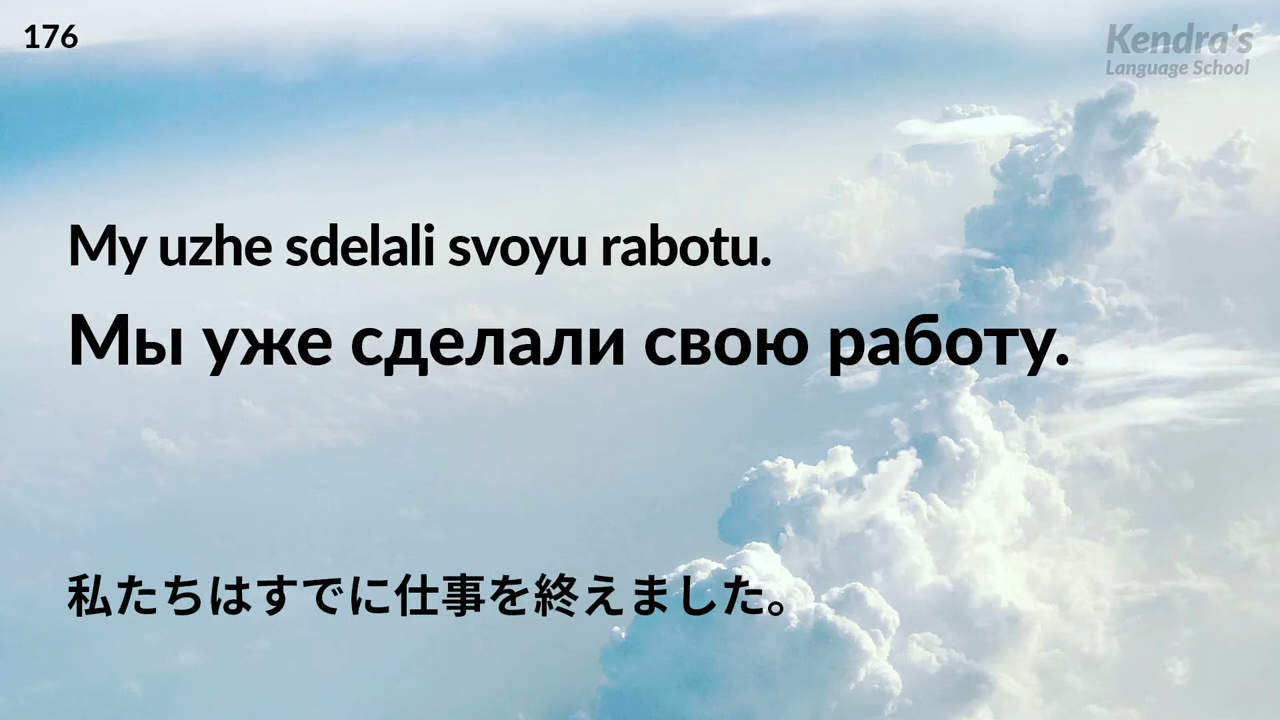 176
Kendra's
Language School
My uzhe sdelali svoyu rabotu.
Мы уже сделали свою работу.
私たちはすでに仕事を終えました。